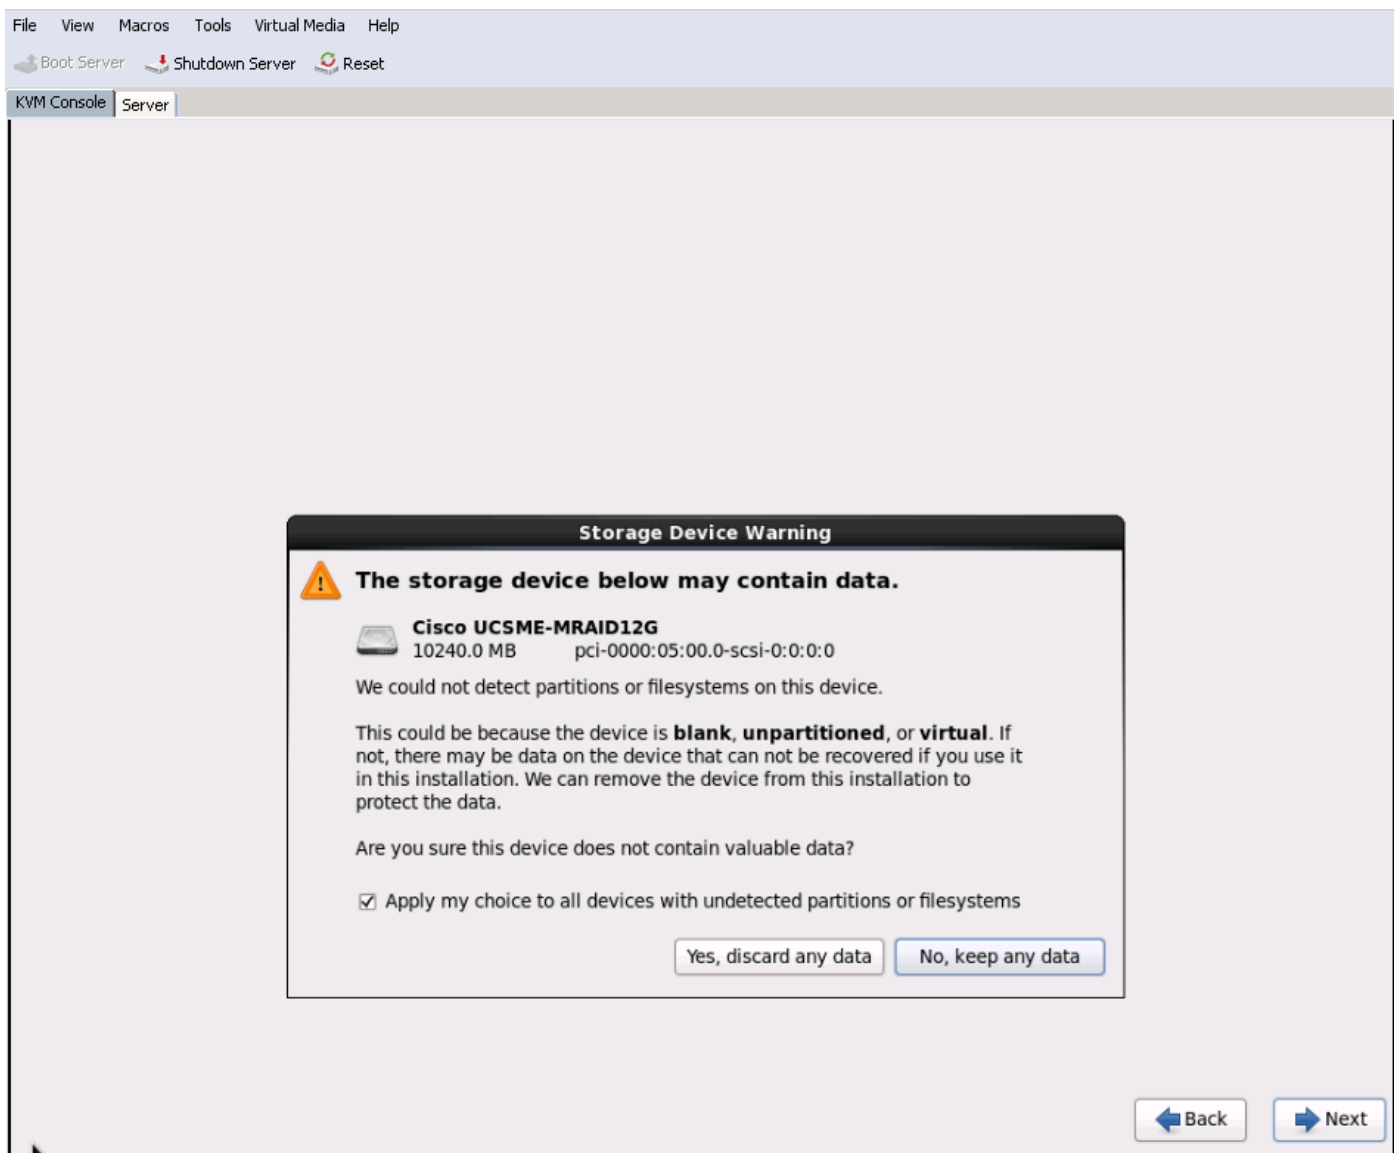 File View Macros Tools Virtual Media Help
Boot Server Shutdown Server Reset
KVM Console Server
Storage Device Warning
The storage device below may contain data.
Cisco UCSME-MRAID12G
10240.0 MB pci-0000:05:00.0-scsi-0:0:0:0
We could not detect partitions or filesystems on this device.
This could be because the device is blank, unpartitioned, or virtual. If
not, there may be data on the device that can not be recovered if you use it
in this installation. We can remove the device from this installation to
protect the data.
Are you sure this device does not contain valuable data?
Apply my choice to all devices with undetected partitions or filesystems
Yes, discard any data No, keep any data
Back Next